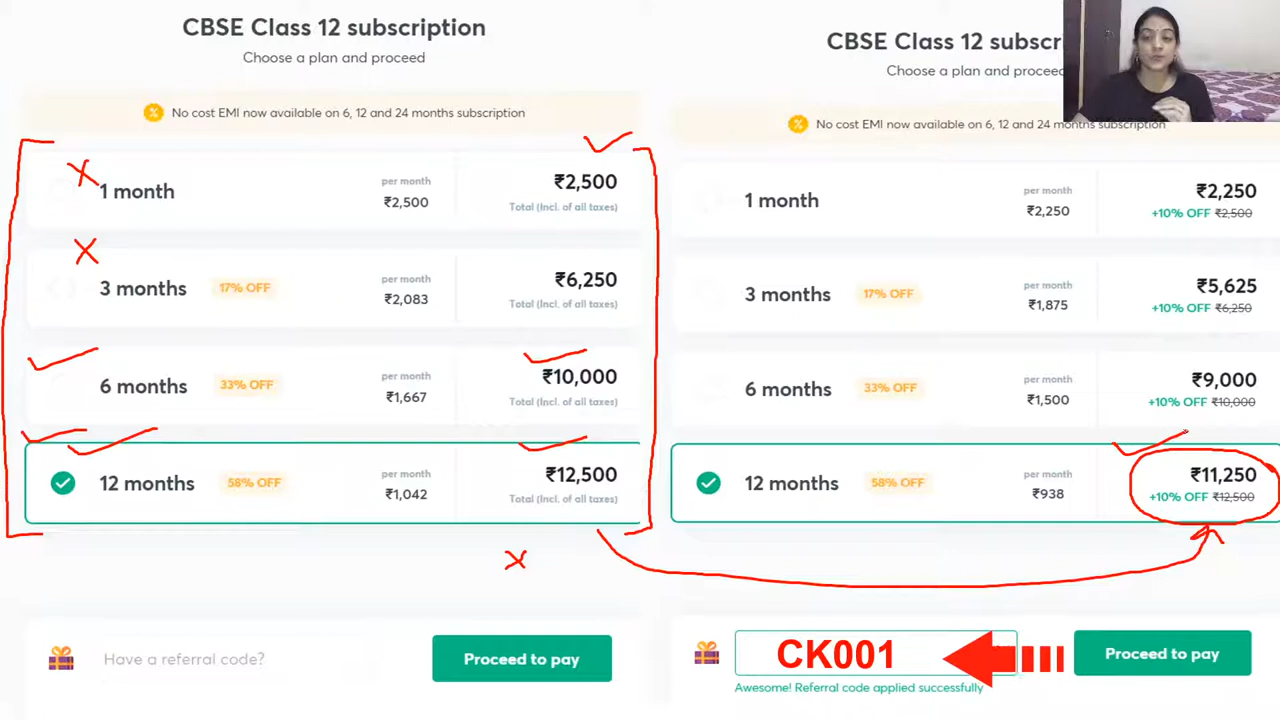 CBSE Class 12 subscription
Choose a plan and proceed
No cost EMI now available on 6, 12 and 24 months subscription
1 month
per month
₹2,500
₹2,500
Total (Incl. of all taxes)
3 months
17% OFF
per month
₹2,083
₹6,250
Total (Incl. of all taxes)
6 months
33% OFF
per month
₹1,667
₹10,000
Total (Incl. of all taxes)
12 months
58% OFF
per month
₹1,042
₹12,500
Total (Incl. of all taxes)
Have a referral code?
Proceed to pay
CBSE Class 12 subscr
Choose a plan and proceed
No cost EMI now available on 6, 12 and 24 months subscription
1 month
per month
₹2,250
₹2,250
+10% OFF ₹2,500
3 months
17% OFF
per month
₹1,875
₹5,625
+10% OFF ₹6,250
6 months
33% OFF
per month
₹1,500
₹9,000
+10% OFF ₹10,000
12 months
58% OFF
per month
₹938
₹11,250
+10% OFF ₹12,500
CK001
Awesome! Referral code applied successfully
Proceed to pay